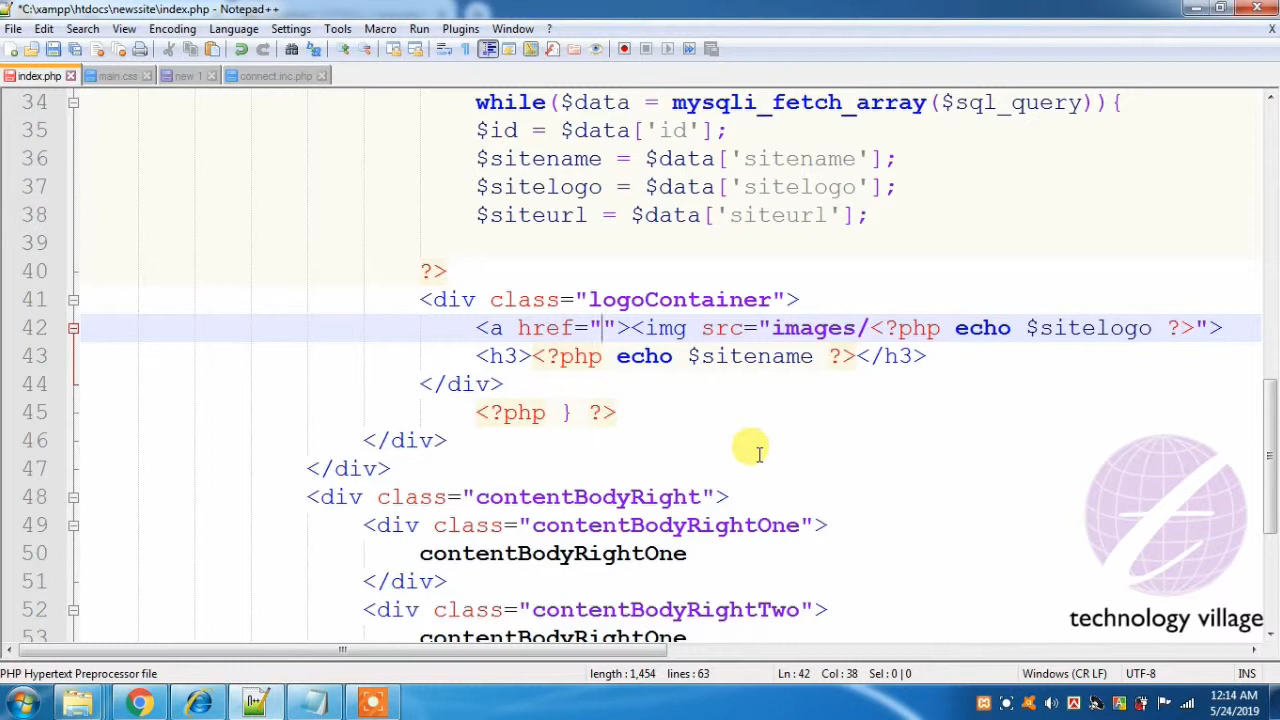 *C:\xampp\htdocs\newssite\index.php - Notepad++
File Edit Search View Encoding Language Settings Tools Macro Run Plugins Window ? X
index.php main.css new 1 connect.inc.php
34 while($data = mysqli_fetch_array($sql_query)){
35 $id = $data['id'];
36 $sitename = $data['sitename'];
37 $sitelogo = $data['sitelogo'];
38 $siteurl = $data['siteurl'];
39
40 ?>
41 <div class="logoContainer">
42 <a href=""><img src="images/<?php echo $sitelogo ?>">
43 <h3><?php echo $sitename ?></h3>
44 </div>
45 <?php } ?>
46 </div>
47 </div>
48 <div class="contentBodyRight">
49 <div class="contentBodyRightOne">
50 contentBodyRightOne
51 </div>
52 <div class="contentBodyRightTwo">
53 contentBodyRightOne
technology village
PHP Hypertext Preprocessor file length : 1,454 lines : 63 Ln : 42 Col : 38 Sel : 0 | 0 Windows (CR LF) UTF-8 INS
12:14 AM
5/24/2019